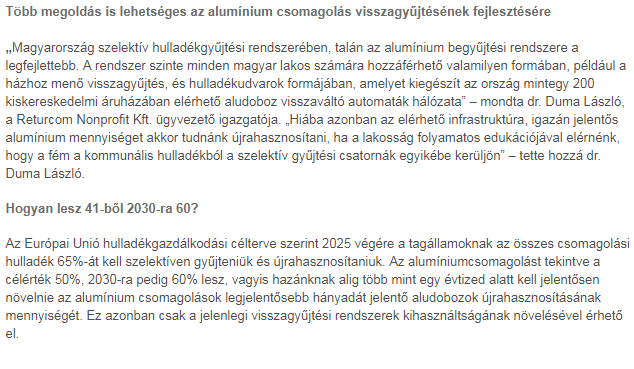 Több megoldás is lehetséges az alumínium csomagolás visszagyűjtésének fejlesztésére
„Magyarország szelektív hulladékgyűjtési rendszerében, talán az alumínium begyűjtési rendszere a
legfejlettebb. A rendszer szinte minden magyar lakos számára hozzáférhető valamilyen formában, például a
házhoz menő visszagyűjtés, és hulladékudvarok formájában, amelyet kiegészít az ország mintegy 200
kiskereskedelmi áruházában elérhető aludoboz visszaváltó automaták hálózata” – mondta dr. Duma László,
a Returcom Nonprofit Kft. ügyvezető igazgatója. „Hiába azonban az elérhető infrastruktúra, igazán jelentős
alumínium mennyiséget akkor tudnánk újrahasznosítani, ha a lakosság folyamatos edukációjával elérnénk,
hogy a fém a kommunális hulladékból a szelektív gyűjtési csatornák egyikébe kerüljön” – tette hozzá dr.
Duma László.
Hogyan lesz 41-ből 2030-ra 60?
Az Európai Unió hulladékgazdálkodási célterve szerint 2025 végére a tagállamoknak az összes csomagolási
hulladék 65%-át kell szelektíven gyűjteniük és újrahasznosítaniuk. Az alumíniumcsomagolást tekintve a
célérték 50%, 2030-ra pedig 60% lesz, vagyis hazánknak alig több mint egy évtized alatt kell jelentősen
növelnie az alumínium csomagolások legjelentősebb hányadát jelentő aludobozok újrahasznosításának
mennyiségét. Ez azonban csak a jelenlegi visszagyűjtési rendszerek kihasználtságának növelésével érhető
el.